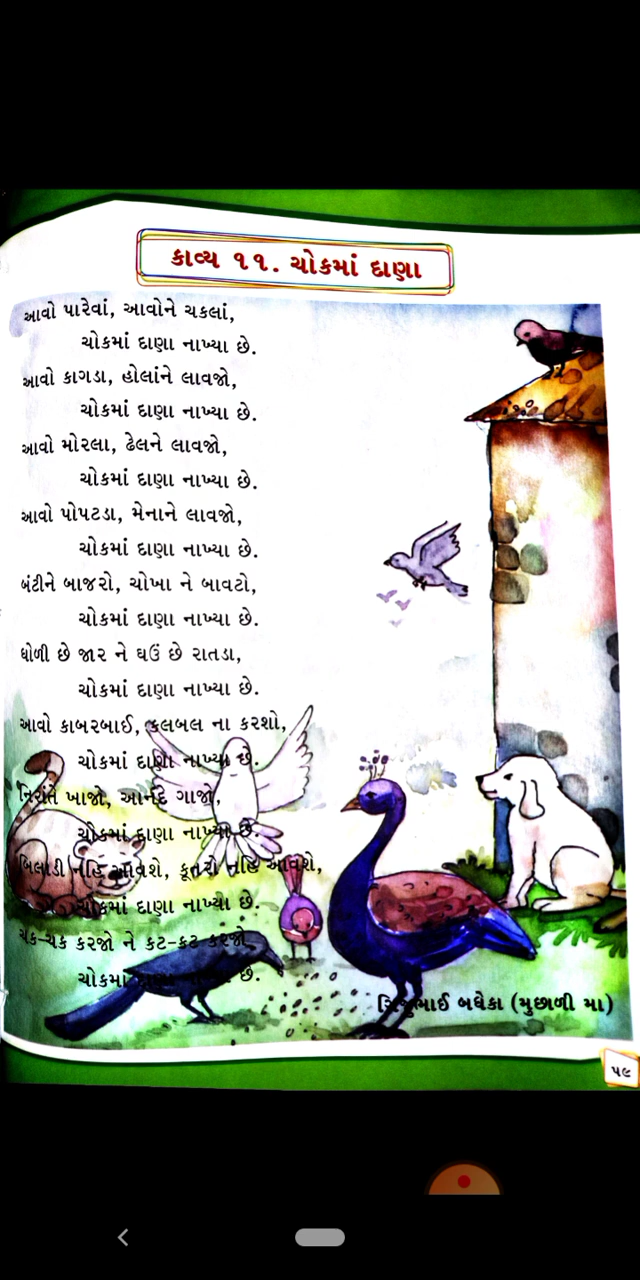 કાવ્ય ૧૧. ચોકમાં દાણા
આવો પારેવાં, આવોને ચકલાં,
ચોકમાં દાણા નાખ્યા છે.
આવો કાગડા, હોલાંને લાવજો,
ચોકમાં દાણા નાખ્યા છે.
આવો મોરલા, ઢેલને લાવજો,
ચોકમાં દાણા નાખ્યા છે.
આવો પોપટડા, મેનાને લાવજો,
ચોકમાં દાણા નાખ્યા છે.
બંટીને બાજરો, ચોખા ને બાવટો,
ચોકમાં દાણા નાખ્યા છે.
ધોળી છે જાર ને ઘઉં છે રાતડા,
ચોકમાં દાણા નાખ્યા છે.
આવો કાબરબાઈ, કલબલ ના કરશો,
ચોકમાં દાણા નાખ્યા છે.
નિરાંતે ખાજો, આનંદે ગાજો,
ચોકમાં દાણા નાખ્યા છે.
બિલાડી નહિ આવશે, કૂતરો નહિ આવશે,
ચોકમાં દાણા નાખ્યા છે.
ચક-ચક કરજો ને કટ-કટ કરજો,
ચોકમાં દાણા નાખ્યા છે.
ગિજુભાઈ બધેકા (મુછાળી મા)
૫૯